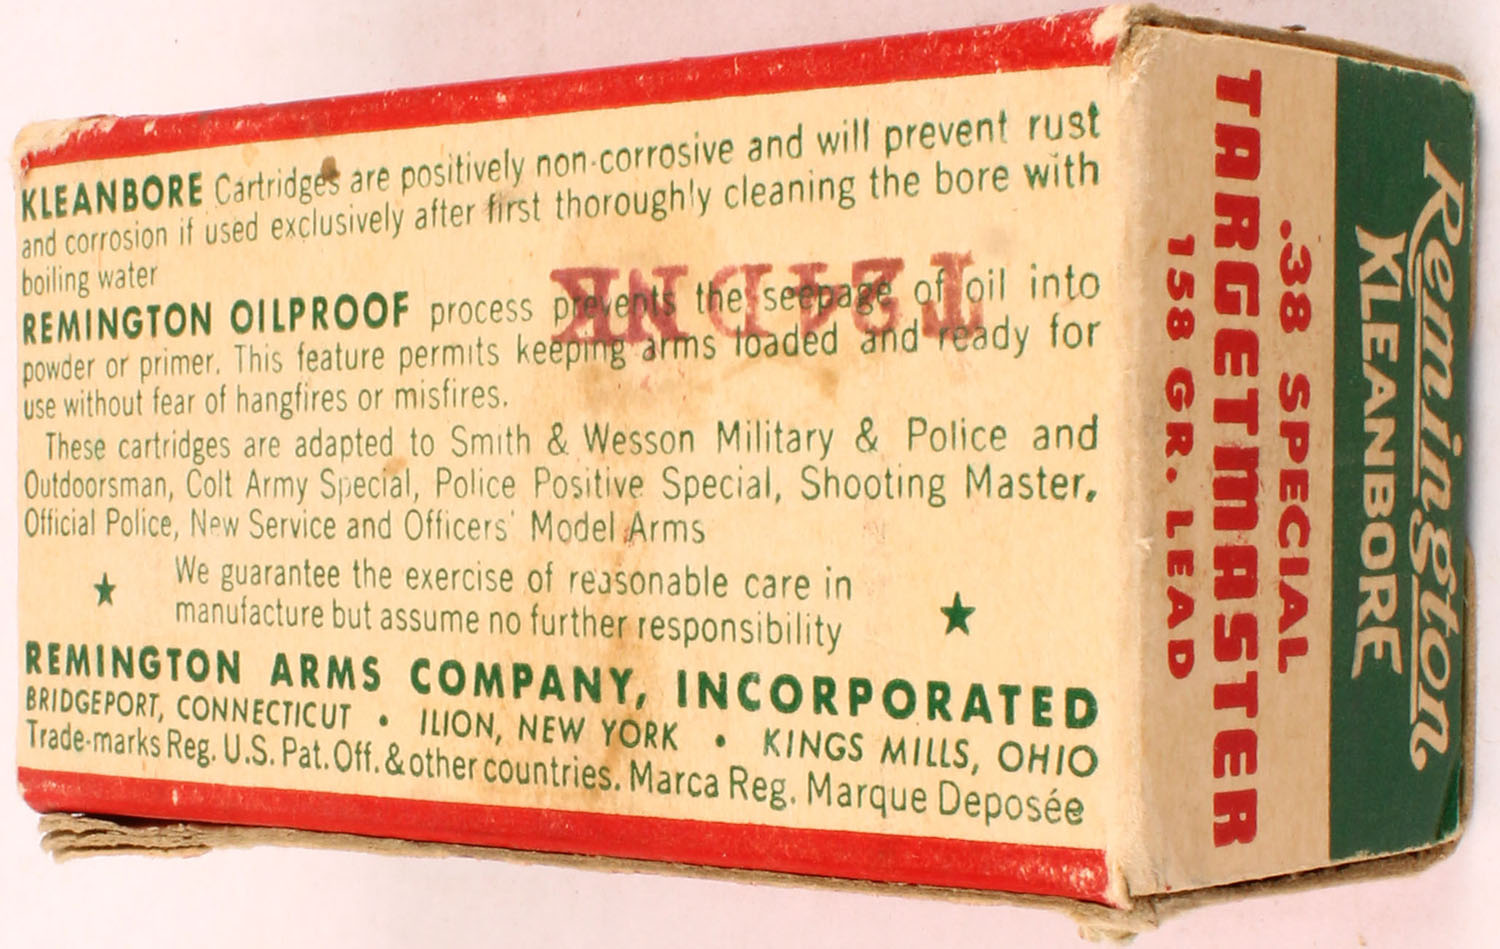 KLEANBORE Cartridges are positively non-corrosive and will prevent rust
and corrosion if used exclusively after first thoroughly cleaning the bore with
boiling water
REMINGTON OILPROOF process prevents the seepage of oil into
powder or primer. This feature permits keeping arms loaded and ready for
use without fear of hangfires or misfires.
These cartridges are adapted to Smith & Wesson Military & Police and
Outdoorsman, Colt Army Special, Police Positive Special, Shooting Master,
Official Police, New Service and Officers' Model Arms
We guarantee the exercise of reasonable care in
manufacture but assume no further responsibility
REMINGTON ARMS COMPANY, INCORPORATED
BRIDGEPORT, CONNECTICUT • ILION, NEW YORK • KINGS MILLS, OHIO
Trade-marks Reg. U.S. Pat. Off. & other countries. Marca Reg. Marque Deposée
Remington
KLEANBORE
.38 SPECIAL
TARGETMASTER
158 GR. LEAD